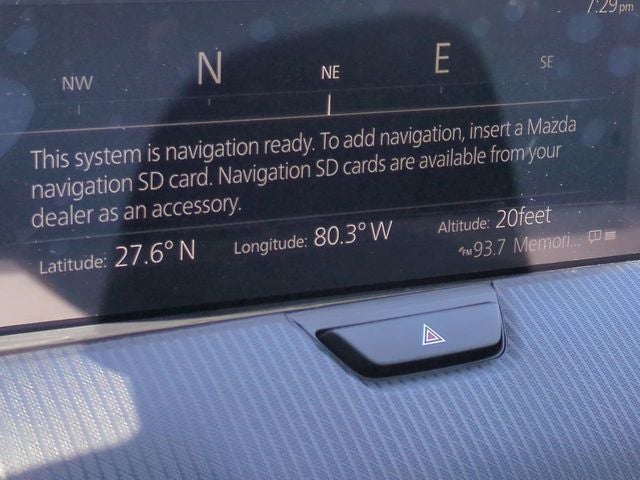 7:29 pm
NW N NE E SE
This system is navigation ready. To add navigation, insert a Mazda
navigation SD card. Navigation SD cards are available from your
dealer as an accessory.
Latitude: 27.6° N Longitude: 80.3° W Altitude: 20feet
FM 93.7 Memori...